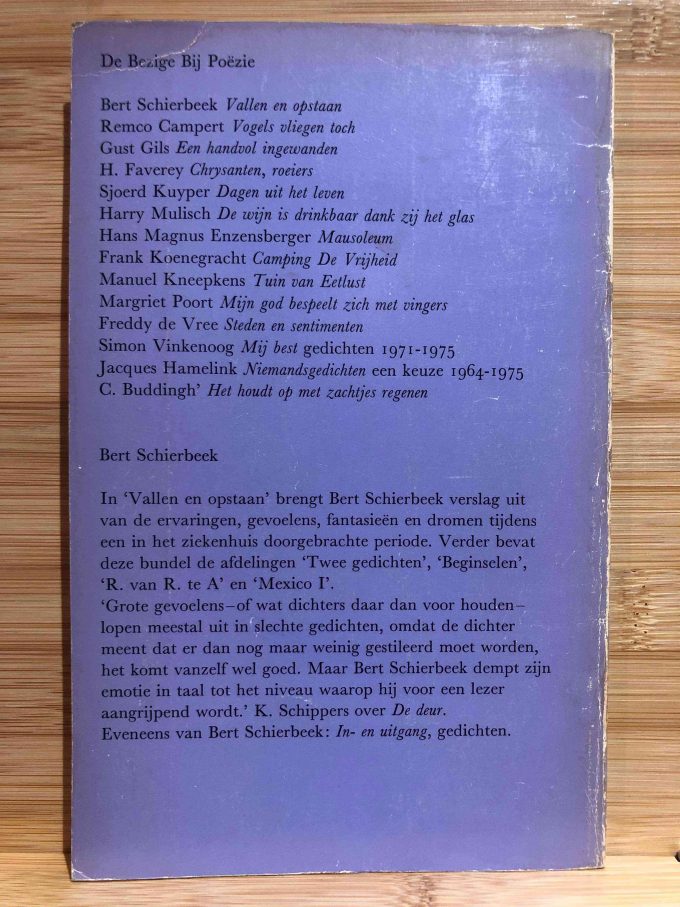 De Bezige Bij Poëzie
Bert Schierbeek Vallen en opstaan
Remco Campert Vogels vliegen toch
Gust Gils Een handvol ingewanden
H. Faverey Chrysanten, roeiers
Sjoerd Kuyper Dagen uit het leven
Harry Mulisch De wijn is drinkbaar dank zij het glas
Hans Magnus Enzensberger Mausoleum
Frank Koenegracht Camping De Vrijheid
Manuel Kneepkens Tuin van Eetlust
Margriet Poort Mijn god bespeelt zich met vingers
Freddy de Vree Steden en sentimenten
Simon Vinkenoog Mij best gedichten 1971-1975
Jacques Hamelink Niemandsgedichten een keuze 1964-1975
C. Buddingh' Het houdt op met zachtjes regenen
Bert Schierbeek
In ‘Vallen en opstaan’ brengt Bert Schierbeek verslag uit
van de ervaringen, gevoelens, fantasieën en dromen tijdens
een in het ziekenhuis doorgebrachte periode. Verder bevat
deze bundel de afdelingen ‘Twee gedichten’, ‘Beginselen’,
‘R. van R. te A’ en ‘Mexico I’.
‘Grote gevoelens–of wat dichters daar dan voor houden–
lopen meestal uit in slechte gedichten, omdat de dichter
meent dat er dan nog maar weinig gestileerd moet worden,
het komt vanzelf wel goed. Maar Bert Schierbeek dempt zijn
emotie in taal tot het niveau waarop hij voor een lezer
aangrijpend wordt.’ K. Schippers over De deur.
Eveneens van Bert Schierbeek: In- en uitgang, gedichten.